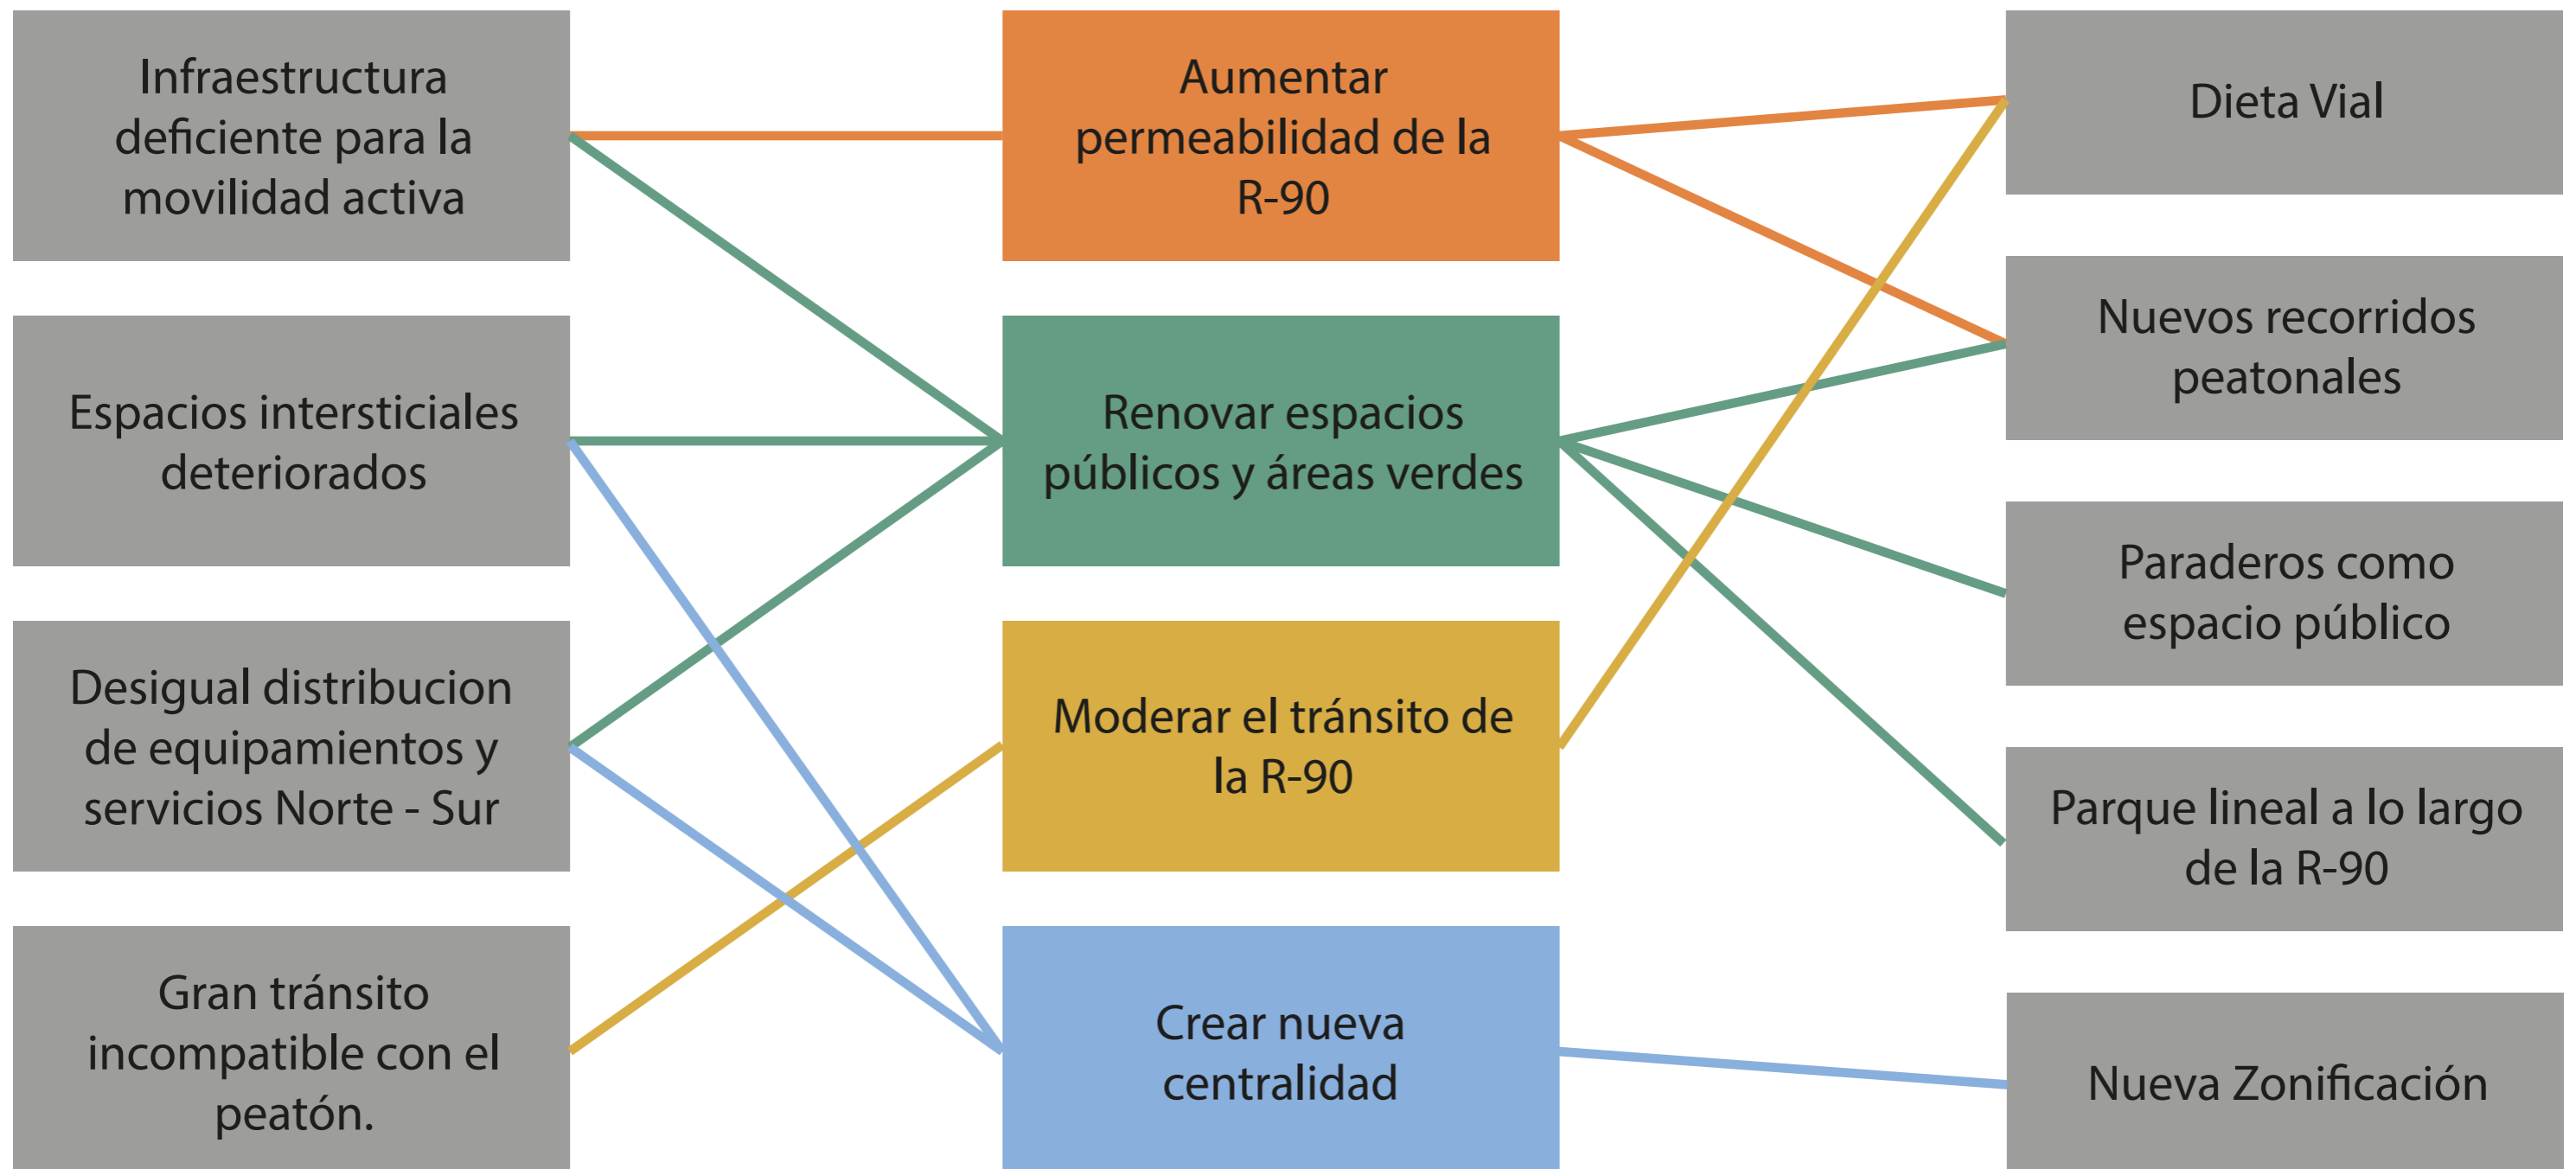 Infraestructura
deficiente para la
movilidad activa
Espacios intersticiales
deteriorados
Desigual distribucion
de equipamientos y
servicios Norte - Sur
Gran tránsito
incompatible con el
peatón.
Aumentar
permeabilidad de la
R-90
Renovar espacios
públicos y áreas verdes
Moderar el tránsito de
la R-90
Crear nueva
centralidad
Dieta Vial
Nuevos recorridos
peatonales
Paraderos como
espacio público
Parque lineal a lo largo
de la R-90
Nueva Zonificación